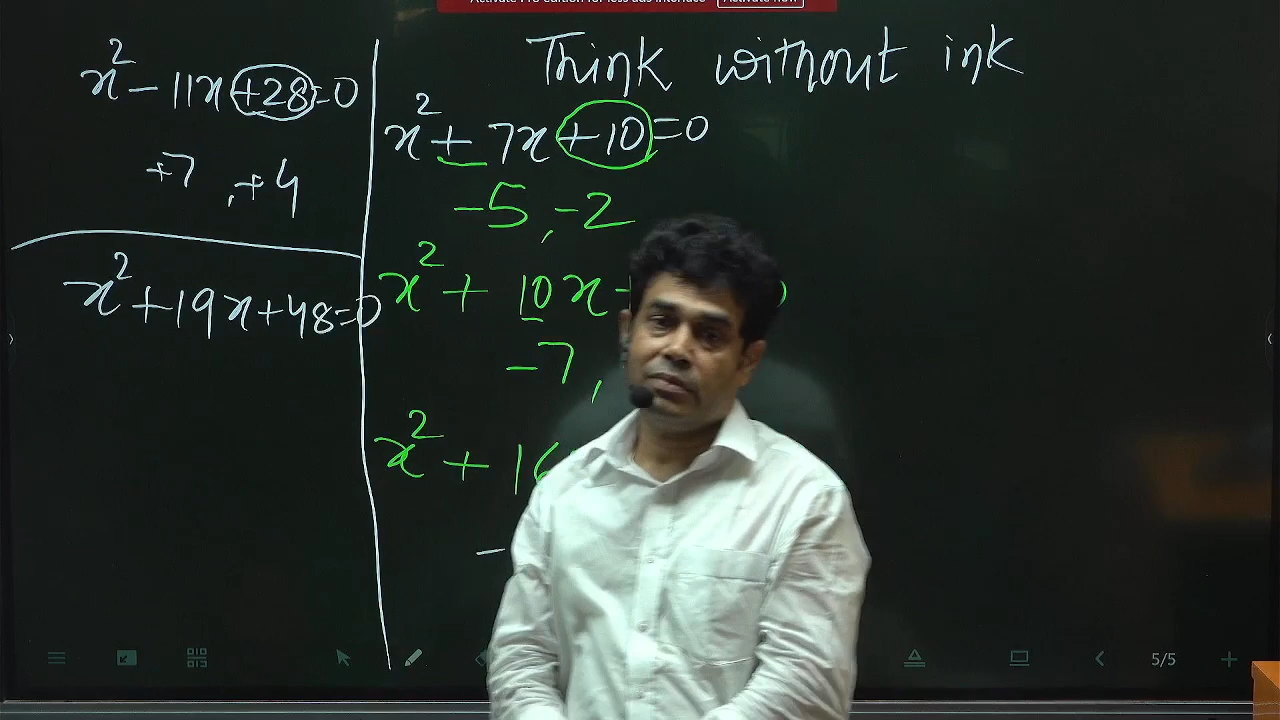 Think without ink
x² - 11x + 28 = 0
+7, +4
x² + 19x + 48 = 0
x² + 7x + 10 = 0
-5, -2
x² + 10x +
-7,
x² + 16
-
5/5